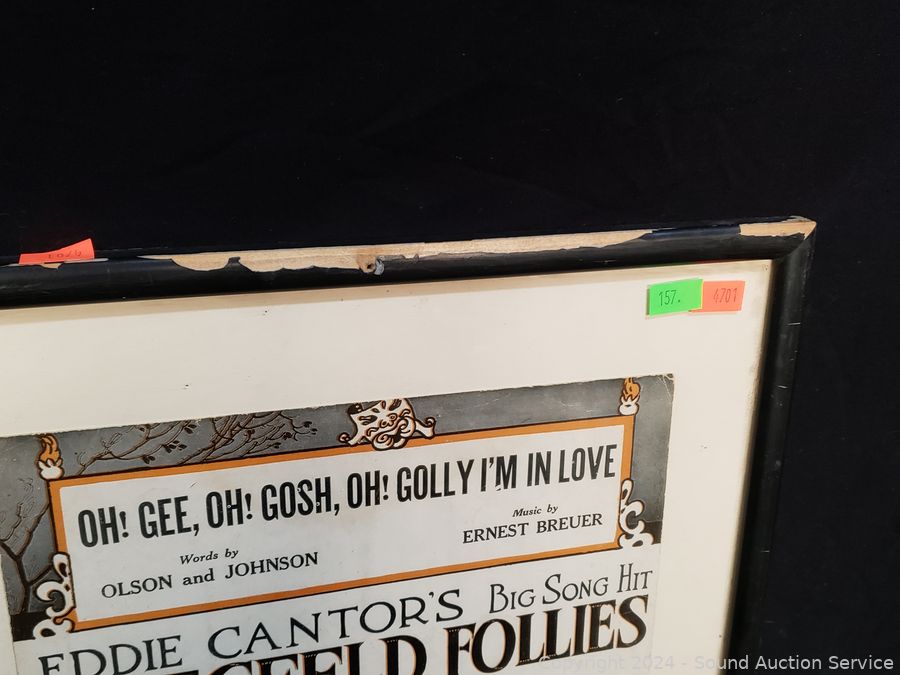 157.
4701
OH! GEE, OH! GOSH, OH! GOLLY I'M IN LOVE
Words by
OLSON and JOHNSON
Music by
ERNEST BREUER
EDDIE CANTOR'S BIG SONG HIT
FOLLIES
Copyright 2024 - Sound Auction Service